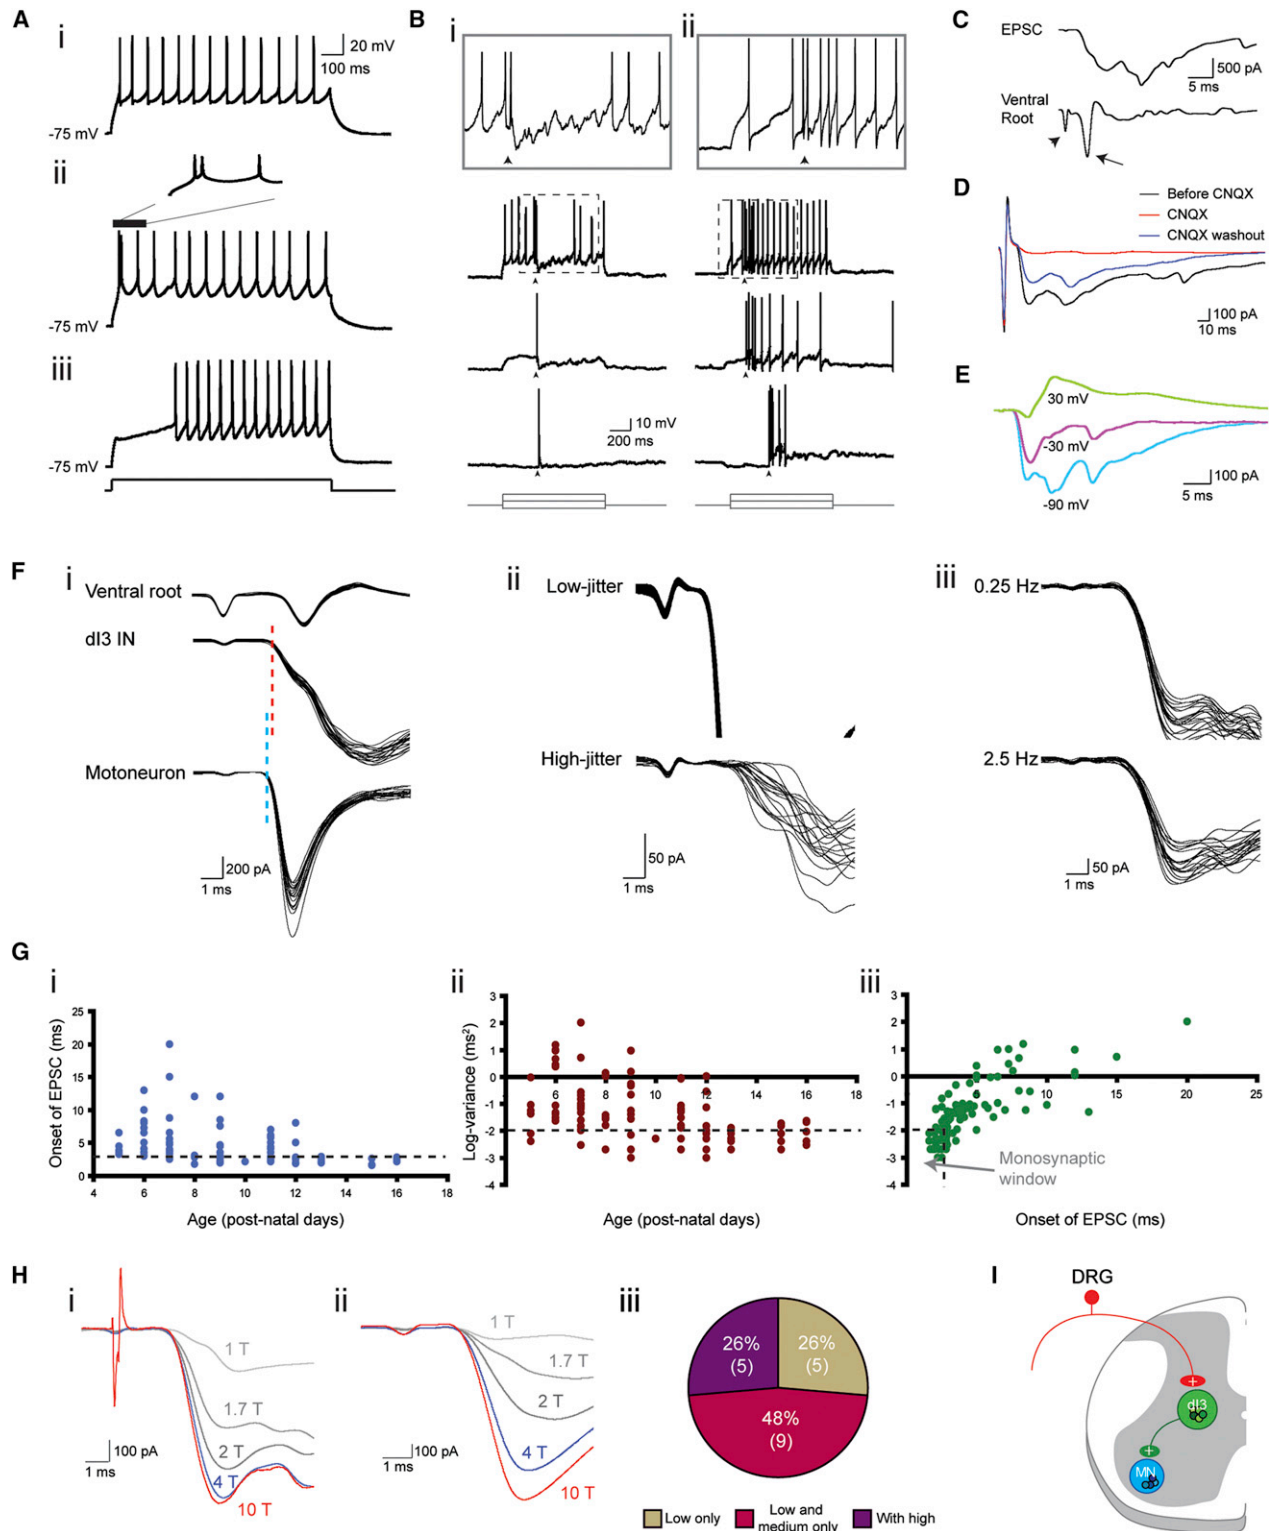 A
i
20 mV
100 ms
-75 mV
ii
-75 mV
iii
-75 mV
B
i
ii
10 mV
200 ms
C
EPSC
500 pA
5 ms
Ventral
Root
D
Before CNQX
CNQX
CNQX washout
100 pA
10 ms
E
30 mV
-30 mV
-90 mV
100 pA
5 ms
F
i
Ventral root
dI3 IN
Motoneuron
200 pA
1 ms
ii
Low-jitter
High-jitter
50 pA
1 ms
iii
0.25 Hz
2.5 Hz
50 pA
1 ms
G
i
Onset of EPSC (ms)
25
20
15
10
5
0
4 6 8 10 12 14 16 18
Age (post-natal days)
ii
Log-variance (ms²)
3
2
1
0
-1
-2
-3
-4
6 8 10 12 14 16 18
Age (post-natal days)
iii
3
2
1
0
-1
-2
-3
-4
5 10 15 20 25
Monosynaptic
window
Onset of EPSC (ms)
H
i
1 T
1.7 T
2 T
4 T
10 T
100 pA
1 ms
ii
1 T
1.7 T
2 T
4 T
10 T
100 pA
1 ms
iii
26%
(5)
26%
(5)
48%
(9)
Low only
Low and
medium only
With high
I
DRG
+
dI3
+
MN